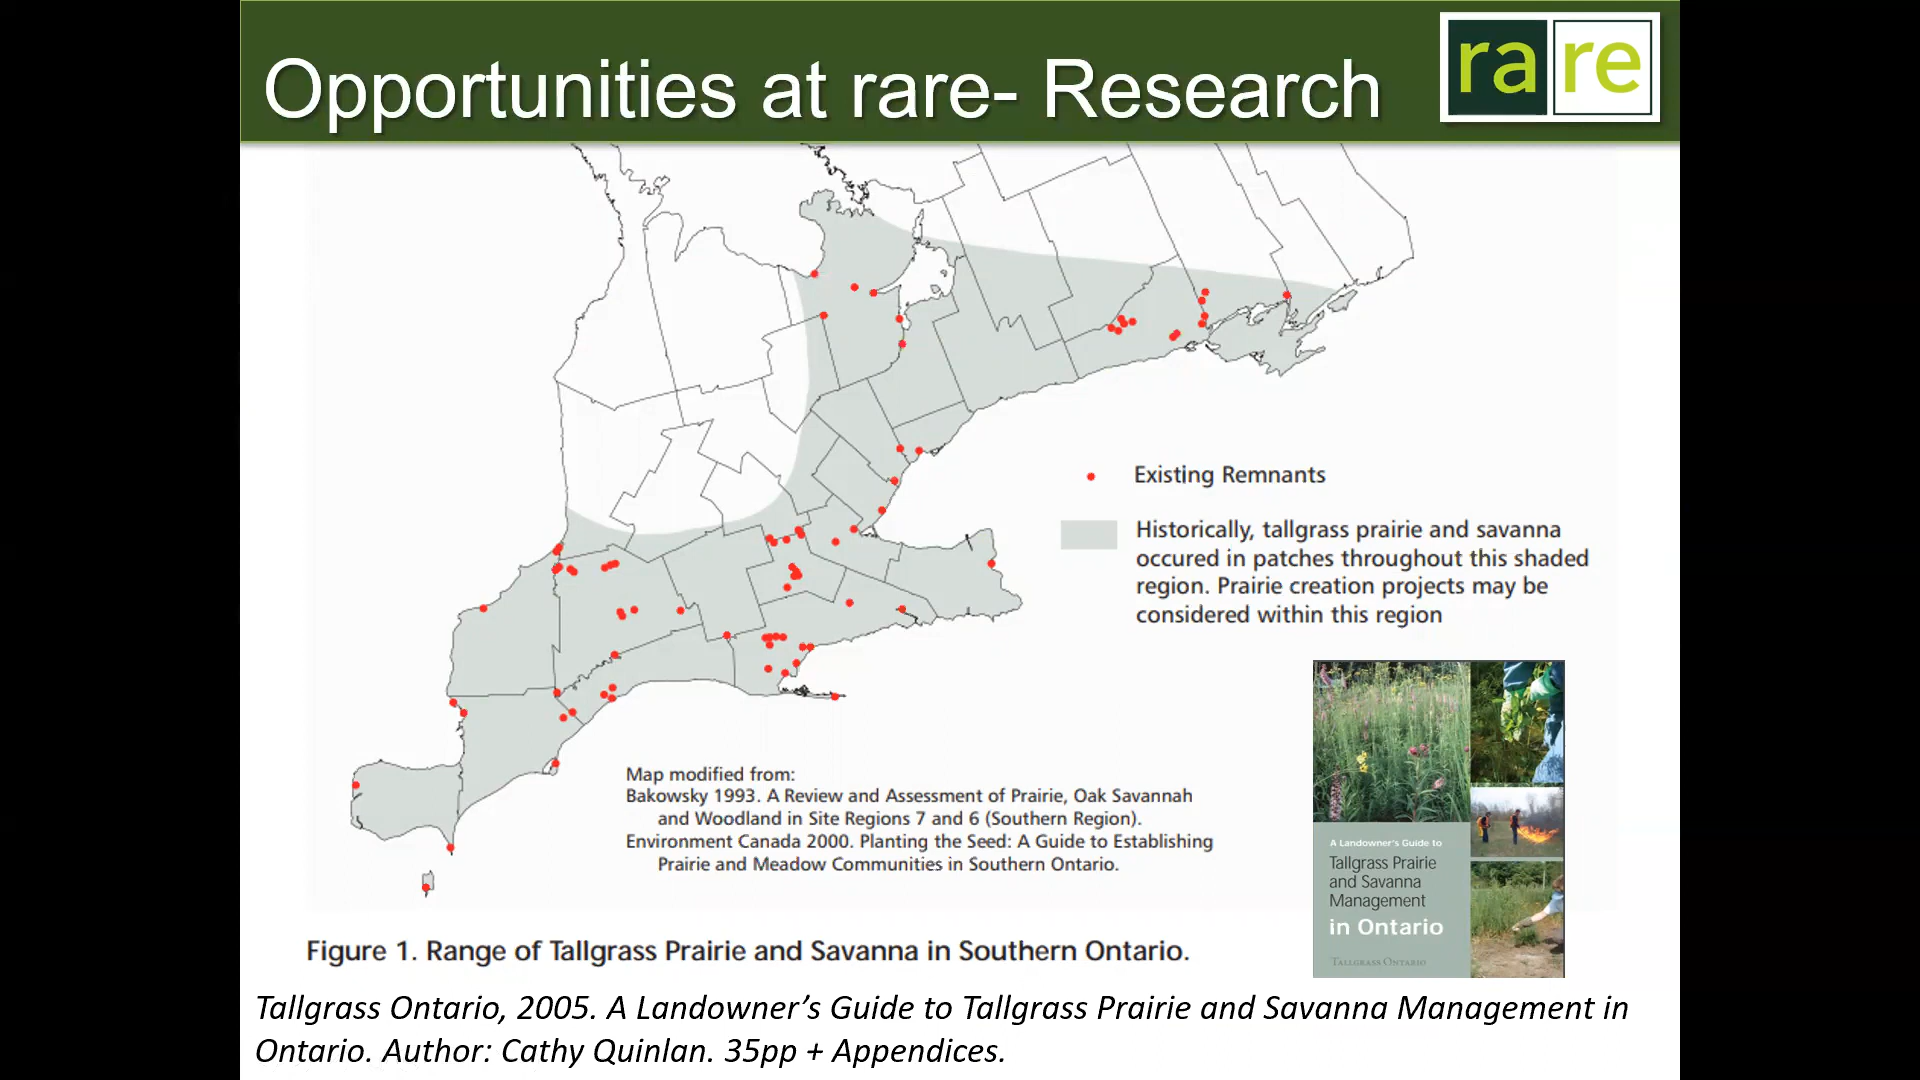 Opportunities at rare- Research
rare
Existing Remnants
Historically, tallgrass prairie and savanna
occured in patches throughout this shaded
region. Prairie creation projects may be
considered within this region
Map modified from:
Bakowsky 1993. A Review and Assessment of Prairie, Oak Savannah
and Woodland in Site Regions 7 and 6 (Southern Region).
Environment Canada 2000. Planting the Seed: A Guide to Establishing
Prairie and Meadow Communities in Southern Ontario.
A Landowner's Guide to
Tallgrass Prairie
and Savanna
Management
in Ontario
TALLGRASS ONTARIO
Figure 1. Range of Tallgrass Prairie and Savanna in Southern Ontario.
Tallgrass Ontario, 2005. A Landowner’s Guide to Tallgrass Prairie and Savanna Management in
Ontario. Author: Cathy Quinlan. 35pp + Appendices.